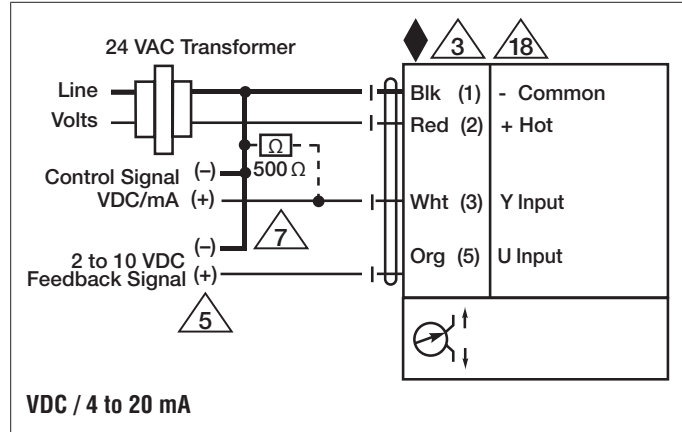 24 VAC Transformer
3
18
Line
Volts
Blk (1) - Common
Red (2) + Hot
Ω
500 Ω
Control Signal (–)
VDC/mA (+)
Wht (3) Y Input
7
(–)
2 to 10 VDC
Feedback Signal (+)
Org (5) U Input
5
VDC / 4 to 20 mA